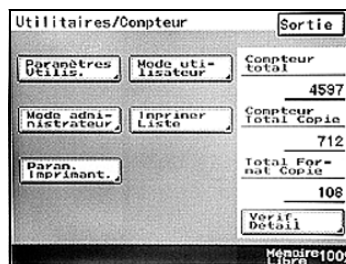 Utilitaires/Compteur
Sortie
Paramètres
Utilis.
Mode uti-
lisateur
Compteur
total
4597
Mode admi-
nistrateur
Imprimer
Liste
Compteur
Total Copie
712
Param.
Imprimant.
Total For-
mat Copie
108
Vérif.
Détail
Mémoire
Libre
100%